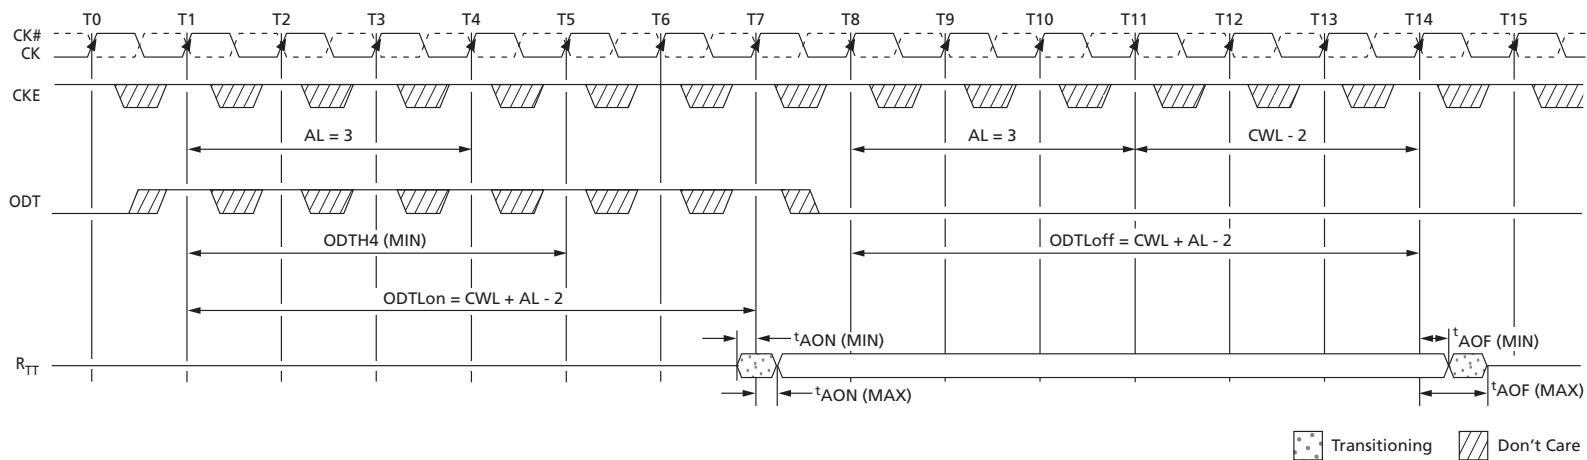 T0 T1 T2 T3 T4 T5 T6 T7 T8 T9 T10 T11 T12 T13 T14 T15
CK#
CK
CKE
AL = 3 AL = 3 CWL - 2
ODT
ODTH4 (MIN) ODTLoff = CWL + AL - 2
ODTLon = CWL + AL - 2
tAON (MIN) tAOF (MIN)
RTT
tAON (MAX) tAOF (MAX)
Transitioning Don't Care